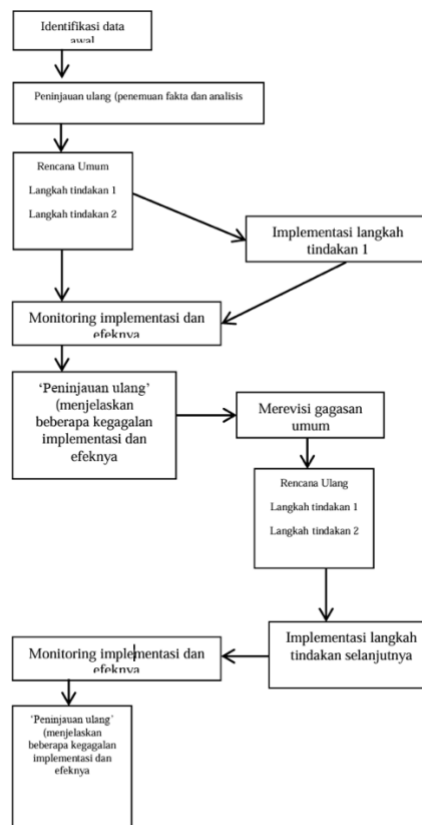 Identifikasi data
awal
Peninjauan ulang (penemuan fakta dan analisis
Rencana Umum
Langkah tindakan 1
Langkah tindakan 2
Implementasi langkah
tindakan 1
Monitoring implementasi dan
efeknya
‘Peninjauan ulang’
(menjelaskan
beberapa kegagalan
implementasi dan
efeknya
Merevisi gagasan
umum
Rencana Ulang
Langkah tindakan 1
Langkah tindakan 2
Implementasi langkah
tindakan selanjutnya
Monitoring implementasi dan
efeknya
‘Peninjauan ulang’
(menjelaskan
beberapa kegagalan
implementasi dan
efeknya